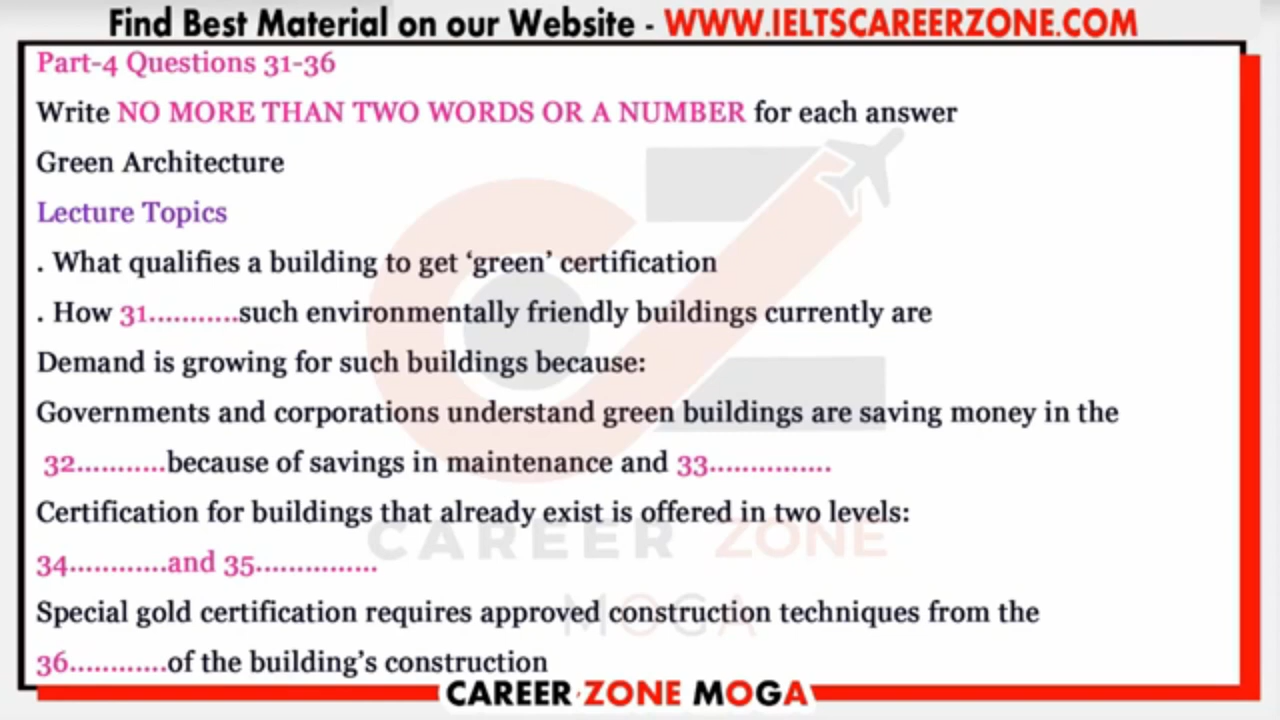 Find Best Material on our Website - WWW.IELTSCAREERZONE.COM
Part-4 Questions 31-36
Write NO MORE THAN TWO WORDS OR A NUMBER for each answer
Green Architecture
Lecture Topics
. What qualifies a building to get ‘green’ certification
. How 31...........such environmentally friendly buildings currently are
Demand is growing for such buildings because:
Governments and corporations understand green buildings are saving money in the
32...........because of savings in maintenance and 33...............
Certification for buildings that already exist is offered in two levels:
34............and 35...............
CAREER ZONE
Special gold certification requires approved construction techniques from the
MOGA
36............of the building’s construction
CAREER ZONE MOGA